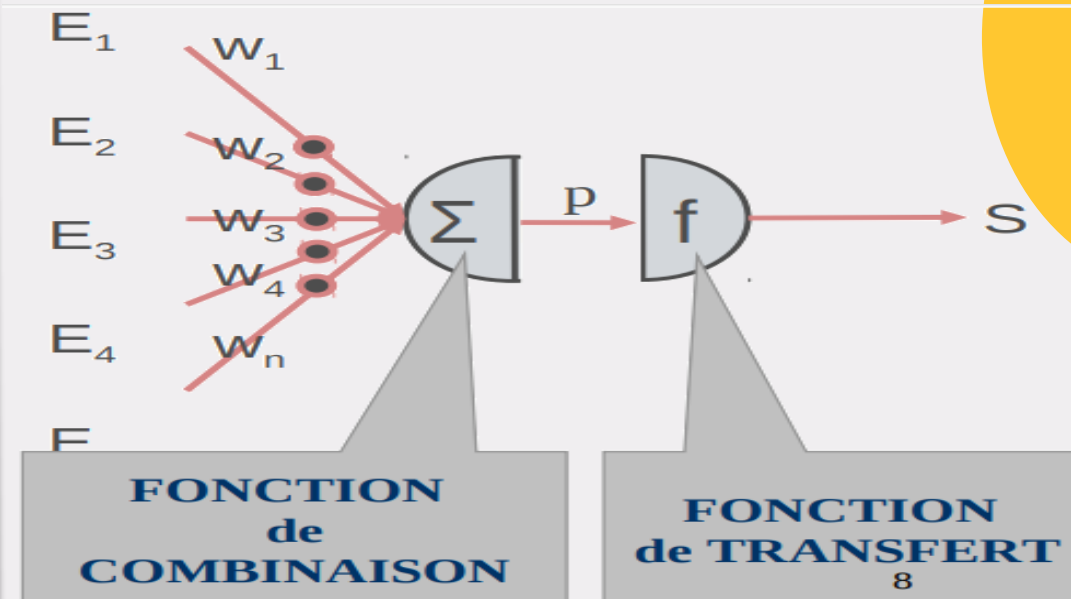 E₁
w₁
E₂
w₂
E₃
w₃
E₄
w₄
wₙ
Σ
p
f
S
FONCTION
de
COMBINAISON
FONCTION
de TRANSFERT
8